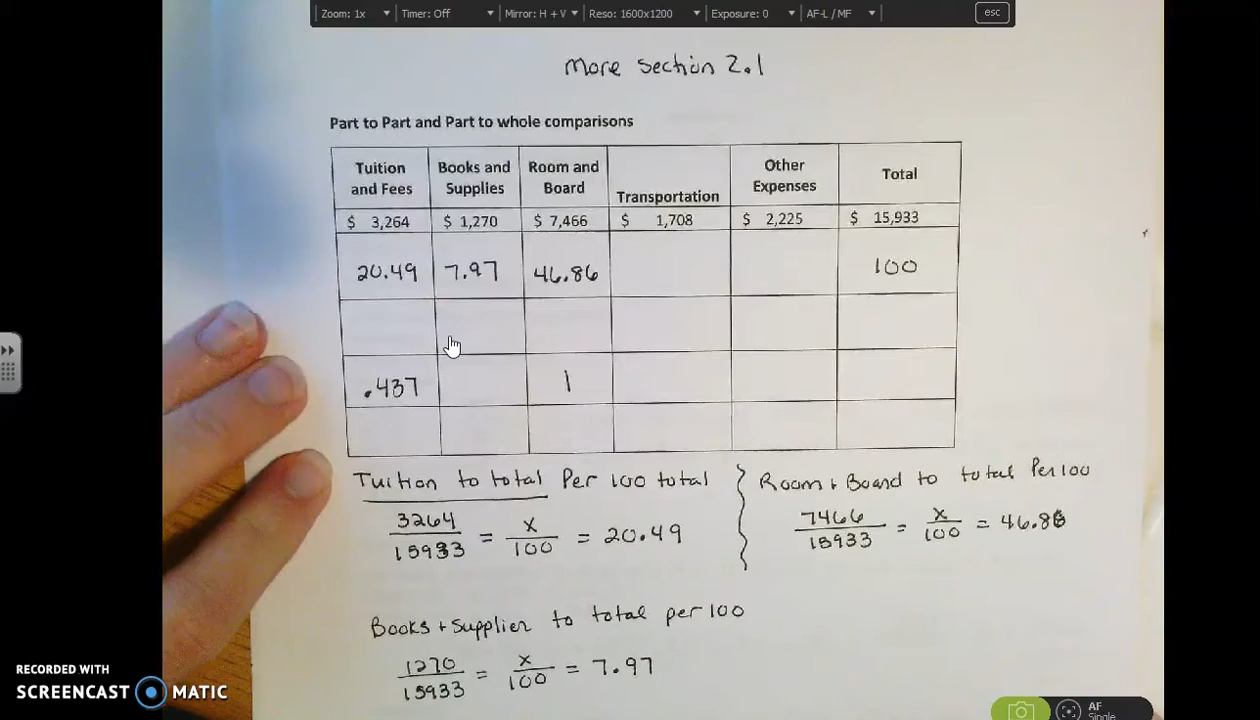 Zoom: 1x Timer: Off Mirror: H + V Reso: 1600x1200 Exposure: 0 AF-L / MF esc
more section 2.1
Part to Part and Part to whole comparisons
Tuition and Fees Books and Supplies Room and Board Transportation Other Expenses Total
$ 3,264 $ 1,270 $ 7,466 $ 1,708 $ 2,225 $ 15,933
20.49 7.97 46.86 100
.437 1
Tuition to total Per 100 total
3264/15933 = x/100 = 20.49
Room + Board to total Per 100
7466/15933 = x/100 = 46.86
Books + Supplier to total per 100
1270/15933 = x/100 = 7.97
RECORDED WITH
SCREENCAST MATIC
AF
Single